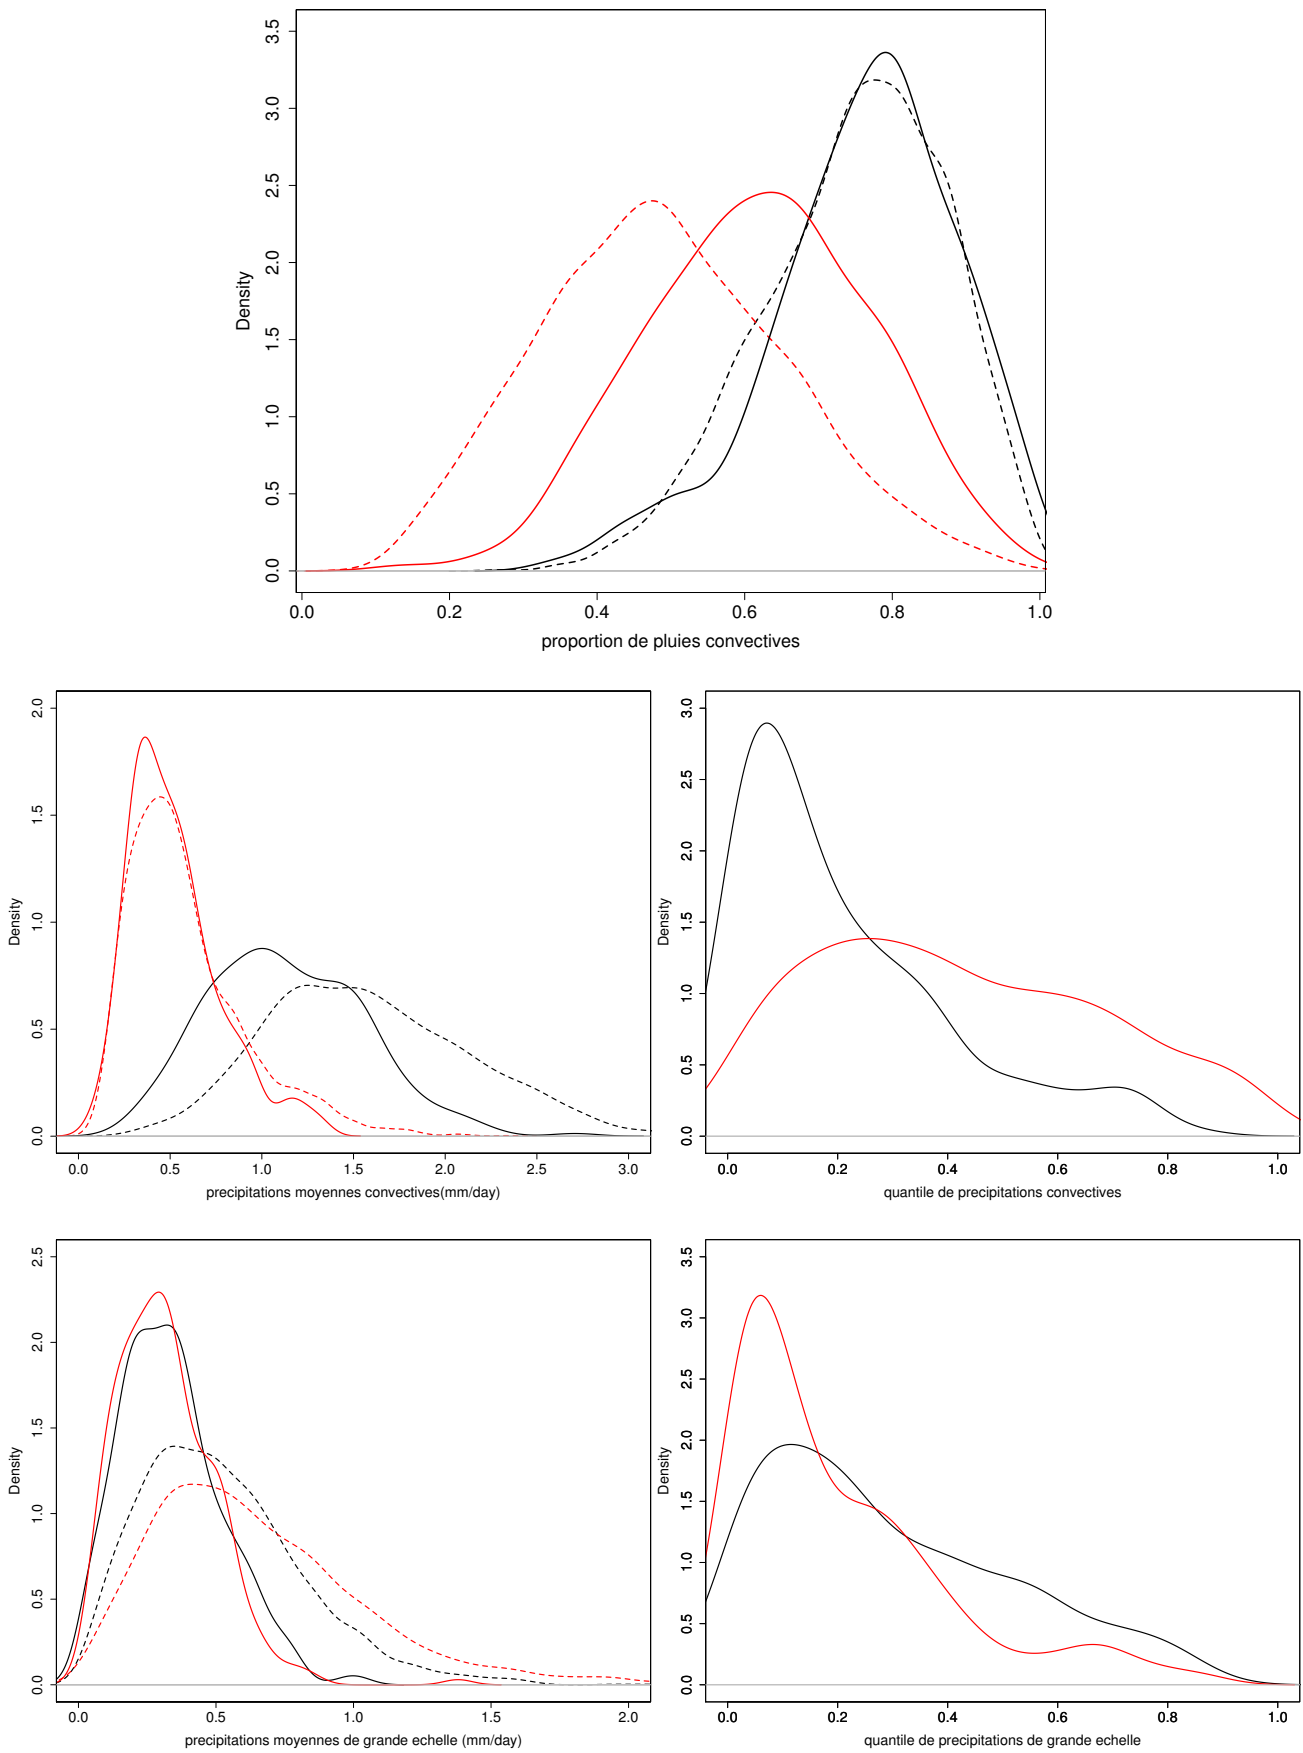 3.5
3.0
2.5
2.0
1.5
1.0
0.5
0.0
Density
0.0 0.2 0.4 0.6 0.8 1.0
proportion de pluies convectives
2.0
1.5
1.0
0.5
0.0
Density
0.0 0.5 1.0 1.5 2.0 2.5 3.0
precipitations moyennes convectives(mm/day)
3.0
2.5
2.0
1.5
1.0
0.5
0.0
Density
0.0 0.2 0.4 0.6 0.8 1.0
quantile de precipitations convectives
2.5
2.0
1.5
1.0
0.5
0.0
Density
0.0 0.5 1.0 1.5 2.0
precipitations moyennes de grande echelle (mm/day)
3.5
3.0
2.5
2.0
1.5
1.0
0.5
0.0
Density
0.0 0.2 0.4 0.6 0.8 1.0
quantile de precipitations de grande echelle